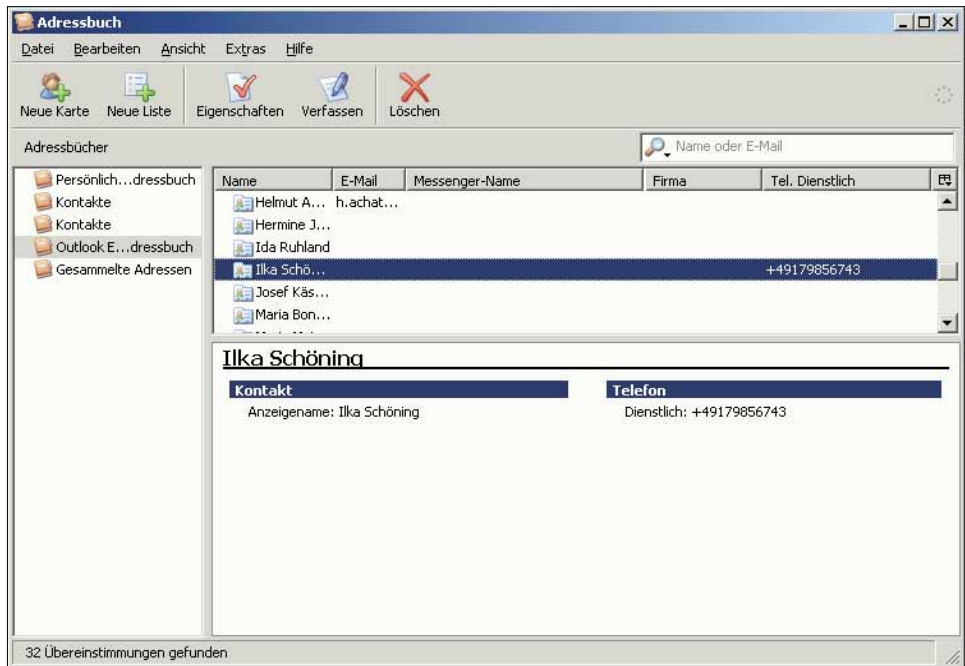 Adressbuch
Datei Bearbeiten Ansicht Extras Hilfe
Neue Karte Neue Liste Eigenschaften Verfassen Löschen
Adressbücher
Name oder E-Mail
Persönlich...dressbuch
Kontakte
Kontakte
Outlook E...dressbuch
Gesammelte Adressen
Name E-Mail Messenger-Name Firma Tel. Dienstlich
Helmut A... h.achat...
Hermine J...
Ida Ruhland
Ilka Schö... +49179856743
Josef Käs...
Maria Bon...
Ilka Schöning
Kontakt
Anzeigename: Ilka Schöning
Telefon
Dienstlich: +49179856743
32 Übereinstimmungen gefunden